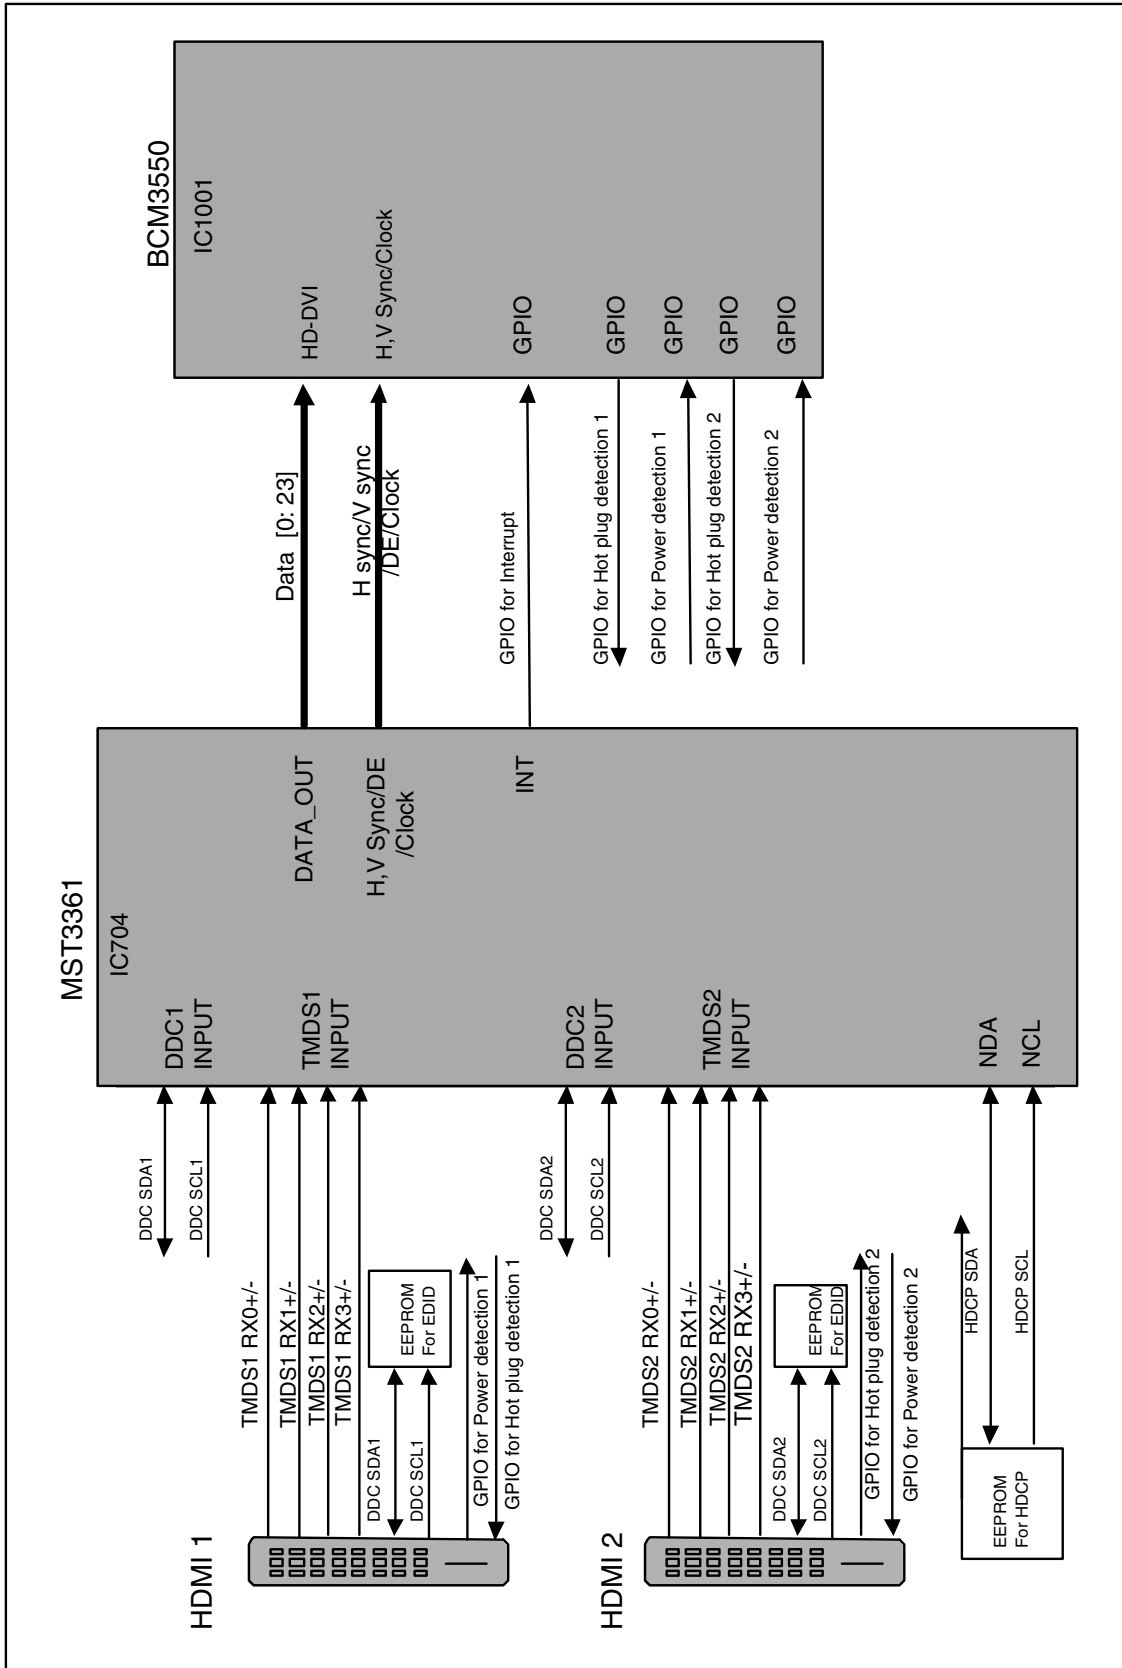 BCM3550
IC1001
HD-DVI
H,V Sync/Clock
GPIO
GPIO
GPIO
GPIO
GPIO
Data [0: 23]
H sync/V sync
/DE/Clock
GPIO for Interrupt
GPIO for Hot plug detection 1
GPIO for Power detection 1
GPIO for Hot plug detection 2
GPIO for Power detection 2
MST3361
IC704
DATA_OUT
H,V Sync/DE
/Clock
INT
DDC1
INPUT
TMDS1
INPUT
DDC2
INPUT
TMDS2
INPUT
NDA
NCL
DDC SDA1
DDC SCL1
DDC SDA2
DDC SCL2
HDCP SDA
HDCP SCL
TMDS1 RX0+/-
TMDS1 RX1+/-
TMDS1 RX2+/-
TMDS1 RX3+/-
EEPROM
For EDID
DDC SDA1
DDC SCL1
GPIO for Power detection 1
GPIO for Hot plug detection 1
TMDS2 RX0+/-
TMDS2 RX1+/-
TMDS2 RX2+/-
TMDS2 RX3+/-
EEPROM
For EDID
DDC SDA2
DDC SCL2
GPIO for Hot plug detection 2
GPIO for Power detection 2
EEPROM
For HDCP
HDMI 1
HDMI 2